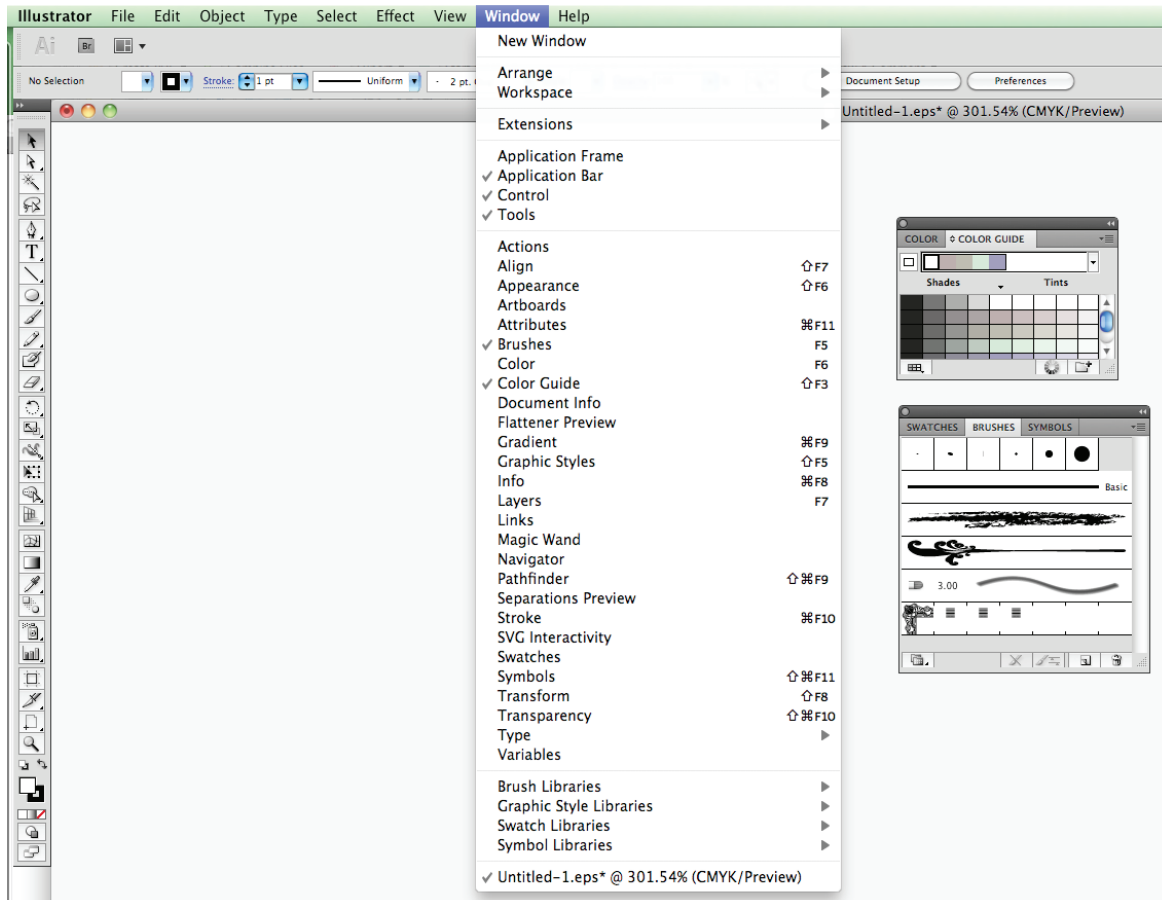 Illustrator File Edit Object Type Select Effect View Window Help
Ai Br
No Selection Stroke: 1 pt Uniform 2 pt. Document Setup Preferences
Untitled-1.eps* @ 301.54% (CMYK/Preview)
New Window
Arrange
Workspace
Extensions
Application Frame
✓ Application Bar
✓ Control
✓ Tools
Actions
Align ⇧F7
Appearance ⇧F6
Artboards
Attributes ⌘F11
✓ Brushes F5
Color F6
✓ Color Guide ⇧F3
Document Info
Flattener Preview
Gradient ⌘F9
Graphic Styles ⇧F5
Info ⌘F8
Layers F7
Links
Magic Wand
Navigator
Pathfinder ⇧⌘F9
Separations Preview
Stroke ⌘F10
SVG Interactivity
Swatches
Symbols ⇧⌘F11
Transform ⇧F8
Transparency ⇧⌘F10
Type
Variables
Brush Libraries
Graphic Style Libraries
Swatch Libraries
Symbol Libraries
✓ Untitled-1.eps* @ 301.54% (CMYK/Preview)
COLOR COLOR GUIDE
Shades Tints
SWATCHES BRUSHES SYMBOLS
Basic
3.00
T